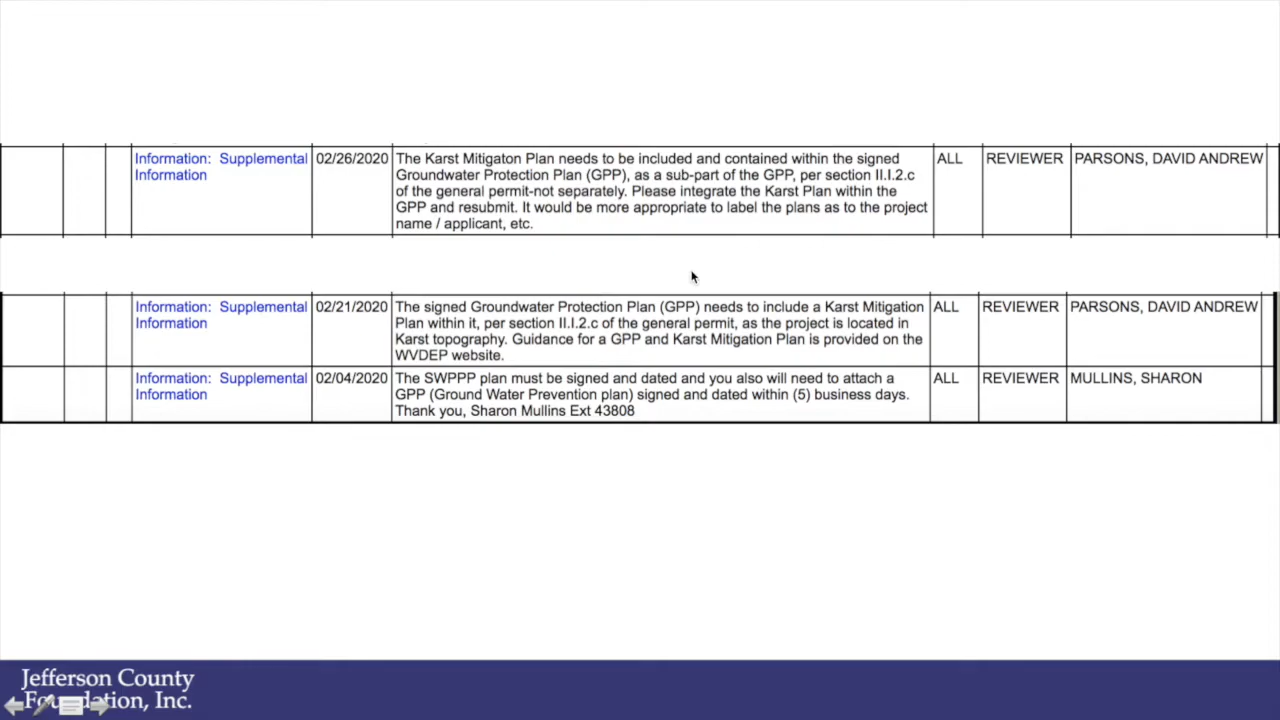 Information: Supplemental Information 02/26/2020 The Karst Mitigaton Plan needs to be included and contained within the signed ALL REVIEWER PARSONS, DAVID ANDREW
Groundwater Protection Plan (GPP), as a sub-part of the GPP, per section II.I.2.c
of the general permit-not separately. Please integrate the Karst Plan within the
GPP and resubmit. It would be more appropriate to label the plans as to the project
name / applicant, etc.
Information: Supplemental Information 02/21/2020 The signed Groundwater Protection Plan (GPP) needs to include a Karst Mitigation ALL REVIEWER PARSONS, DAVID ANDREW
Plan within it, per section II.I.2.c of the general permit, as the project is located in
Karst topography. Guidance for a GPP and Karst Mitigation Plan is provided on the
WVDEP website.
Information: Supplemental Information 02/04/2020 The SWPPP plan must be signed and dated and you also will need to attach a ALL REVIEWER MULLINS, SHARON
GPP (Ground Water Prevention plan) signed and dated within (5) business days.
Thank you, Sharon Mullins Ext 43808
Jefferson County
Foundation, Inc.